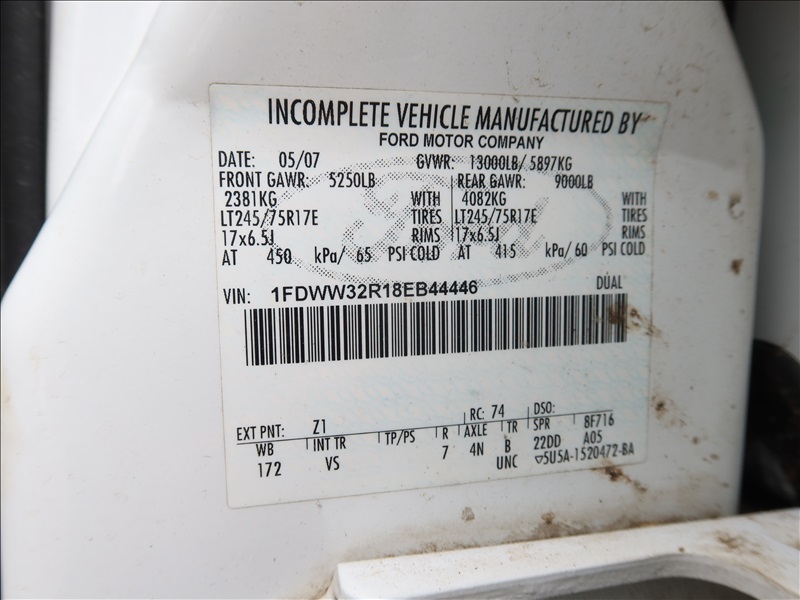 INCOMPLETE VEHICLE MANUFACTURED BY
FORD MOTOR COMPANY
DATE: 05/07 GVWR: 13000LB/ 5897KG
FRONT GAWR: 5250LB REAR GAWR: 9000LB
2381KG WITH 4082KG WITH
LT245/75R17E TIRES LT245/75R17E TIRES
17x6.5J RIMS 17x6.5J RIMS
AT 450 kPa/ 65 PSI COLD AT 415 kPa/ 60 PSI COLD
VIN: 1FDWW32R18EB44446 DUAL
EXT PNT: Z1 RC: 74 DSO: 8F716
WB INT TR TP/PS R AXLE TR SPR A05
172 VS 7 4N B 22DD
UNC ▽5U5A-1520472-BA
Ford